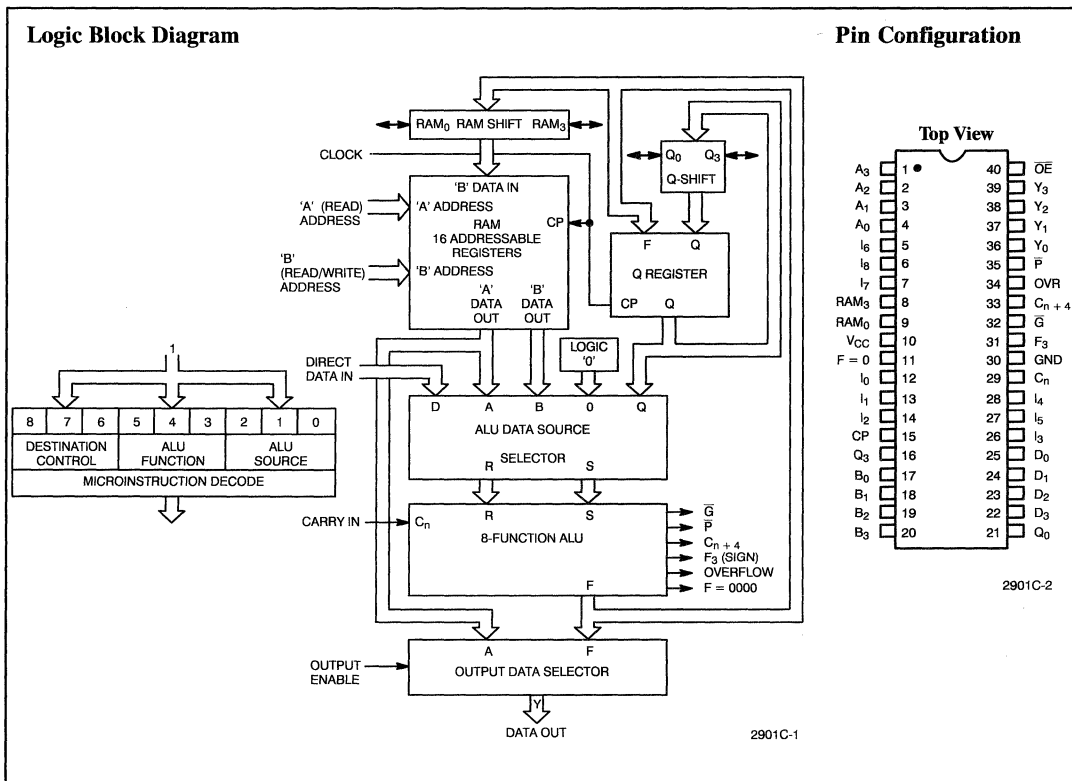 Logic Block Diagram
RAM₀ RAM SHIFT RAM₃
CLOCK
Q₀ Q₃
Q-SHIFT
'B' DATA IN
'A' (READ)
ADDRESS
'A' ADDRESS
CP
RAM
16 ADDRESSABLE
REGISTERS
'B'
(READ/WRITE)
ADDRESS
'B' ADDRESS
'A'
DATA
OUT
'B'
DATA
OUT
F Q
Q REGISTER
CP Q
LOGIC
'0'
DIRECT
DATA IN
D A B 0 Q
ALU DATA SOURCE
SELECTOR
R S
1
8 7 6 5 4 3 2 1 0
DESTINATION
CONTROL
ALU
FUNCTION
ALU
SOURCE
MICROINSTRUCTION DECODE
CARRY IN
Cₙ
R S
8-FUNCTION ALU
F
G̅
P̅
Cₙ ₊ ₄
F₃ (SIGN)
OVERFLOW
F = 0000
A F
OUTPUT
ENABLE
OUTPUT DATA SELECTOR
Y
DATA OUT
2901C-1
Pin Configuration
Top View
A₃ 1 40 O̅E̅
A₂ 2 39 Y₃
A₁ 3 38 Y₂
A₀ 4 37 Y₁
I₆ 5 36 Y₀
I₈ 6 35 P̅
I₇ 7 34 OVR
RAM₃ 8 33 Cₙ ₊ ₄
RAM₀ 9 32 G̅
V_CC 10 31 F₃
F = 0 11 30 GND
I₀ 12 29 Cₙ
I₁ 13 28 I₄
I₂ 14 27 I₅
CP 15 26 I₃
Q₃ 16 25 D₀
B₀ 17 24 D₁
B₁ 18 23 D₂
B₂ 19 22 D₃
B₃ 20 21 Q₀
2901C-2